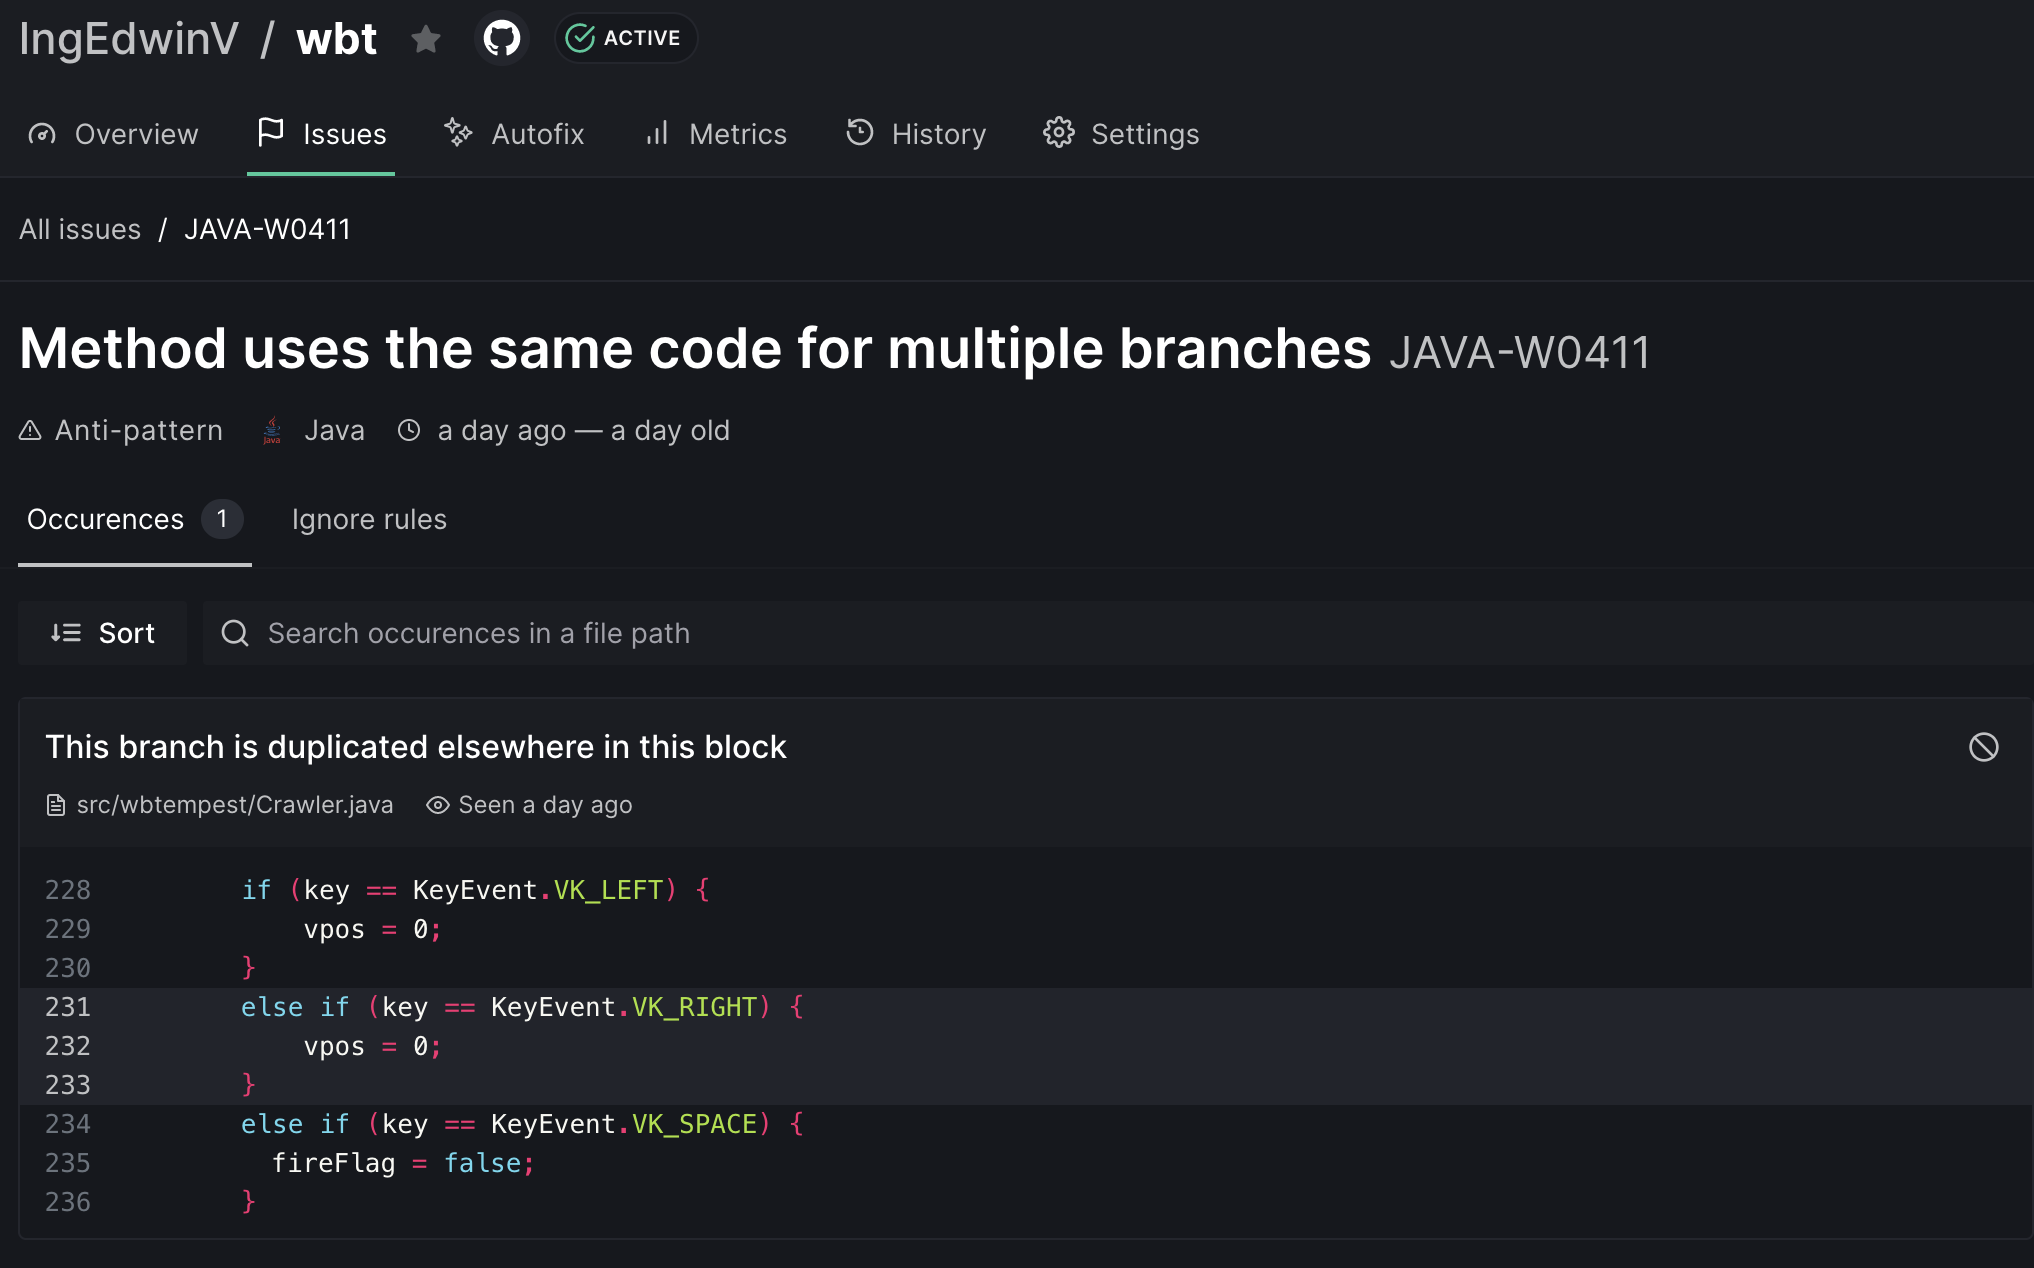 IngEdwinV / wbt ACTIVE
Overview Issues Autofix Metrics History Settings
All issues / JAVA-W0411
Method uses the same code for multiple branches JAVA-W0411
Anti-pattern Java Java a day ago — a day old
Occurences 1 Ignore rules
Sort Search occurences in a file path
This branch is duplicated elsewhere in this block
src/wbtempest/Crawler.java Seen a day ago
228 if (key == KeyEvent.VK_LEFT) {
229 vpos = 0;
230 }
231 else if (key == KeyEvent.VK_RIGHT) {
232 vpos = 0;
233 }
234 else if (key == KeyEvent.VK_SPACE) {
235 fireFlag = false;
236 }